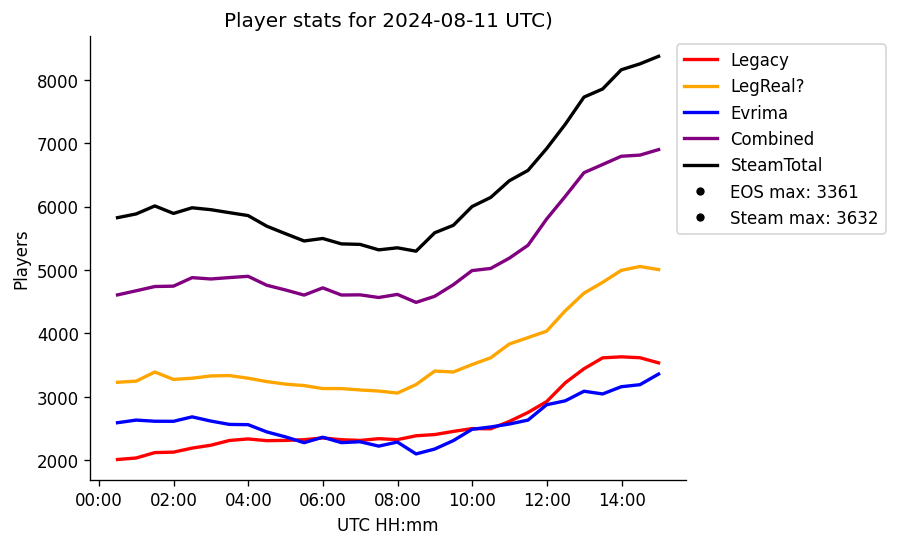 Player stats for 2024-08-11 UTC)
Players
8000
7000
6000
5000
4000
3000
2000
00:00 02:00 04:00 06:00 08:00 10:00 12:00 14:00
UTC HH:mm
Legacy
LegReal?
Evrima
Combined
SteamTotal
EOS max: 3361
Steam max: 3632